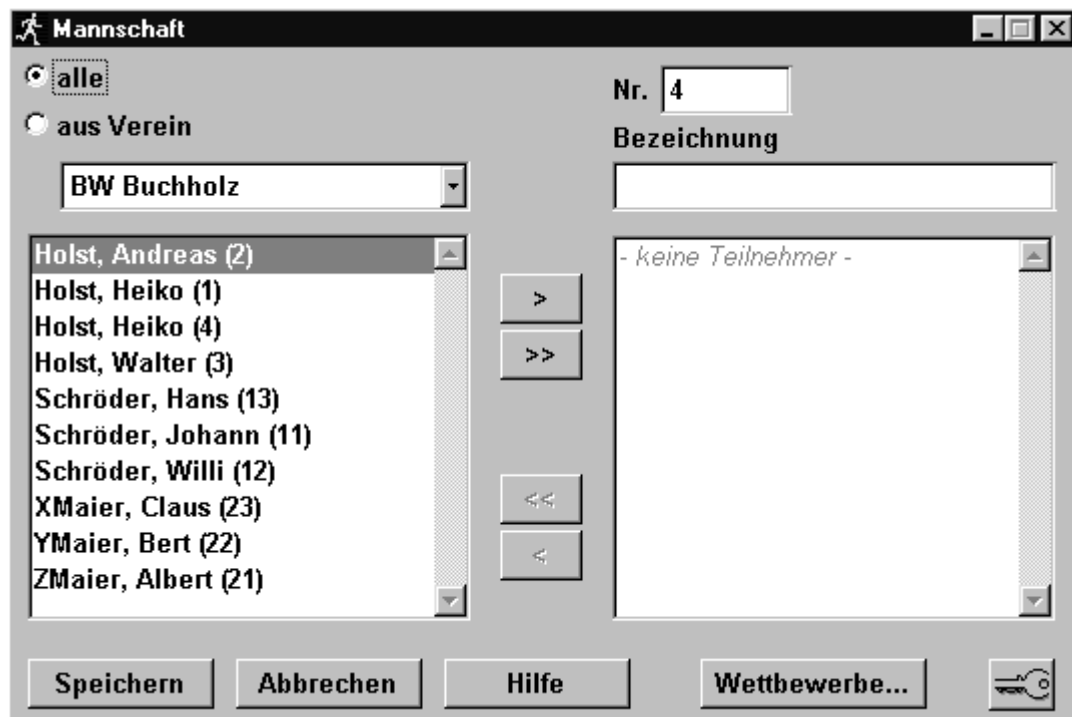 Mannschaft
alle
aus Verein
BW Buchholz
Nr. 4
Bezeichnung
Holst, Andreas (2)
Holst, Heiko (1)
Holst, Heiko (4)
Holst, Walter (3)
Schröder, Hans (13)
Schröder, Johann (11)
Schröder, Willi (12)
XMaier, Claus (23)
YMaier, Bert (22)
ZMaier, Albert (21)
>
>>
<<
<
- keine Teilnehmer -
Speichern Abbrechen Hilfe Wettbewerbe...